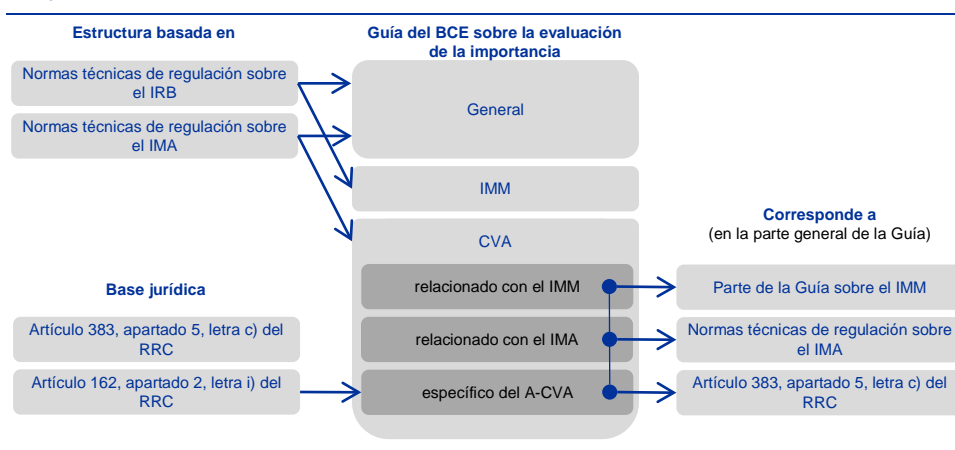 Estructura basada en
Normas técnicas de regulación sobre
el IRB
Normas técnicas de regulación sobre
el IMA
Guía del BCE sobre la evaluación
de la importancia
General
IMM
CVA
relacionado con el IMM
relacionado con el IMA
específico del A-CVA
Base jurídica
Artículo 383, apartado 5, letra c) del
RRC
Artículo 162, apartado 2, letra i) del
RRC
Corresponde a
(en la parte general de la Guía)
Parte de la Guía sobre el IMM
Normas técnicas de regulación sobre
el IMA
Artículo 383, apartado 5, letra c) del
RRC